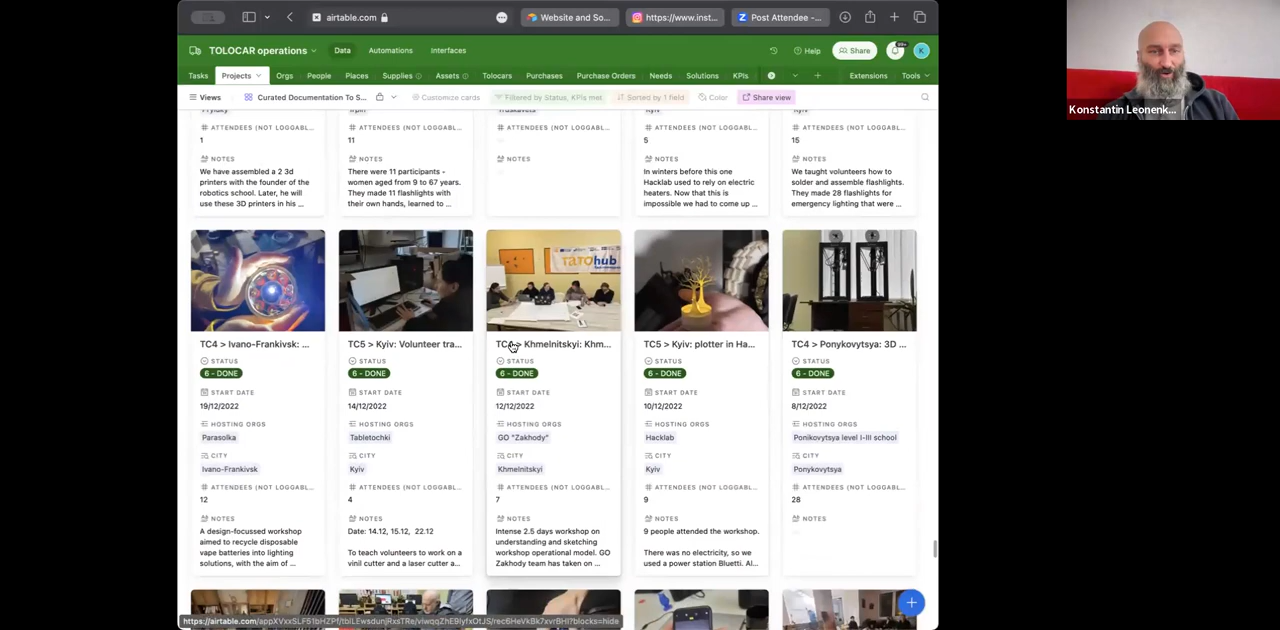 airtable.com
Website and So...
https://www.inst...
Post Attendee -...
TOLOCAR operations
Data
Automations
Interfaces
Help
Share
99+
K
Tasks
Projects
Orgs
People
Places
Supplies
Assets
Tolocars
Purchases
Purchase Orders
Needs
Solutions
KPIs
Extensions
Tools
Views
Curated Documentation To S...
Customize cards
Filtered by Status, KPIs met
Sorted by 1 field
Color
Share view
ATTENDEES (NOT LOGGABL...
1
NOTES
We have assembled a 2 3d
printers with the founder of the
robotics school. Later, he will
use these 3D printers in his ...
ATTENDEES (NOT LOGGABL...
11
NOTES
There were 11 participants -
women aged from 9 to 67 years.
They made 11 flashlights with
their own hands, learned to ...
ATTENDEES (NOT LOGGABL...
NOTES
ATTENDEES (NOT LOGGABL...
5
NOTES
In winters before this one
Hacklab used to rely on electric
heaters. Now that this is
impossible we had to come up ...
ATTENDEES (NOT LOGGABL...
15
NOTES
We taught volunteers how to
solder and assemble flashlights.
They made 28 flashlights for
emergency lighting that were ...
TC4 > Ivano-Frankivsk: ...
STATUS
6 - DONE
START DATE
19/12/2022
HOSTING ORGS
Parasolka
CITY
Ivano-Frankivsk
ATTENDEES (NOT LOGGABL...
12
NOTES
A design-focussed workshop
aimed to recycle disposable
vape batteries into lighting
solutions, with the aim of ...
TC5 > Kyiv: Volunteer tra...
STATUS
6 - DONE
START DATE
14/12/2022
HOSTING ORGS
Tabletochki
CITY
Kyiv
ATTENDEES (NOT LOGGABL...
4
NOTES
Date: 14.12, 15.12, 22.12
To teach volunteers to work on a
vinil cutter and a laser cutter a...
hub
> Khmelnitskyi: Khm...
STATUS
6 - DONE
START DATE
12/12/2022
HOSTING ORGS
GO "Zakhody"
CITY
Khmelnitskyi
ATTENDEES (NOT LOGGABL...
7
NOTES
Intense 2.5 days workshop on
understanding and sketching
workshop operational model. GO
Zakhody team has taken on ...
TC5 > Kyiv: plotter in Ha...
STATUS
6 - DONE
START DATE
10/12/2022
HOSTING ORGS
Hacklab
CITY
Kyiv
ATTENDEES (NOT LOGGABL...
9
NOTES
9 people attended the workshop.
There was no electricity, so we
used a power station Bluetti. Al...
TC4 > Ponykovytsya: 3D ...
STATUS
6 - DONE
START DATE
8/12/2022
HOSTING ORGS
Ponikovytsya level I-III school
CITY
Ponykovytsya
ATTENDEES (NOT LOGGABL...
28
NOTES
Konstantin Leonenk...